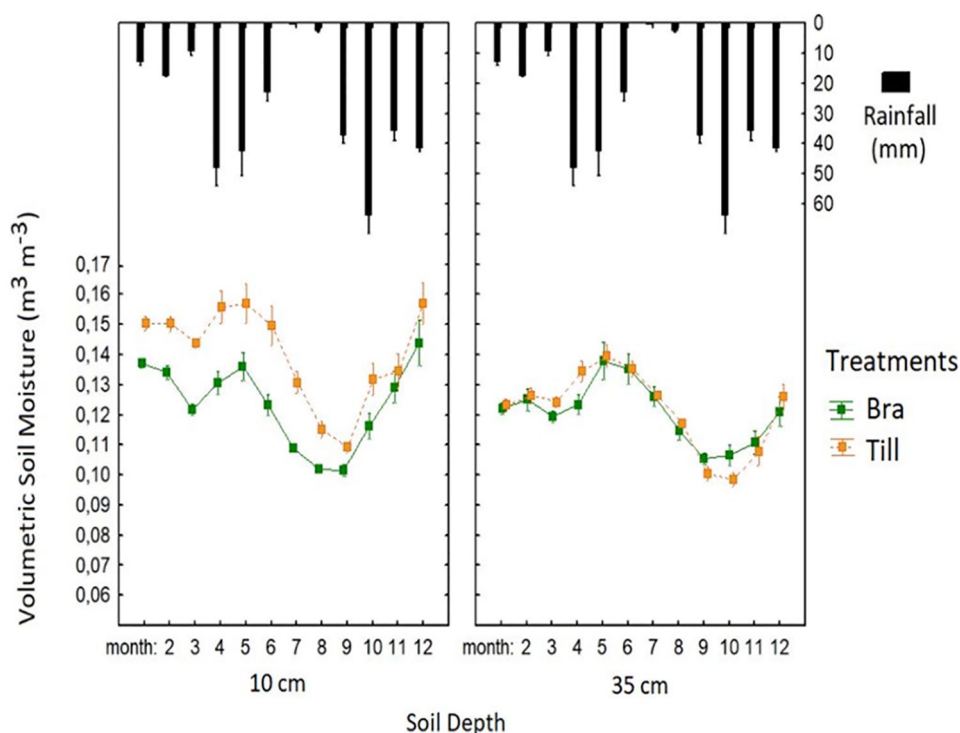 0
10
20
30
40
50
60
Rainfall
(mm)
Volumetric Soil Moisture (m³ m⁻³)
0,17
0,16
0,15
0,14
0,13
0,12
0,11
0,10
0,09
0,08
0,07
0,06
Treatments
Bra
Till
month: 2 3 4 5 6 7 8 9 10 11 12
month: 2 3 4 5 6 7 8 9 10 11 12
10 cm
35 cm
Soil Depth